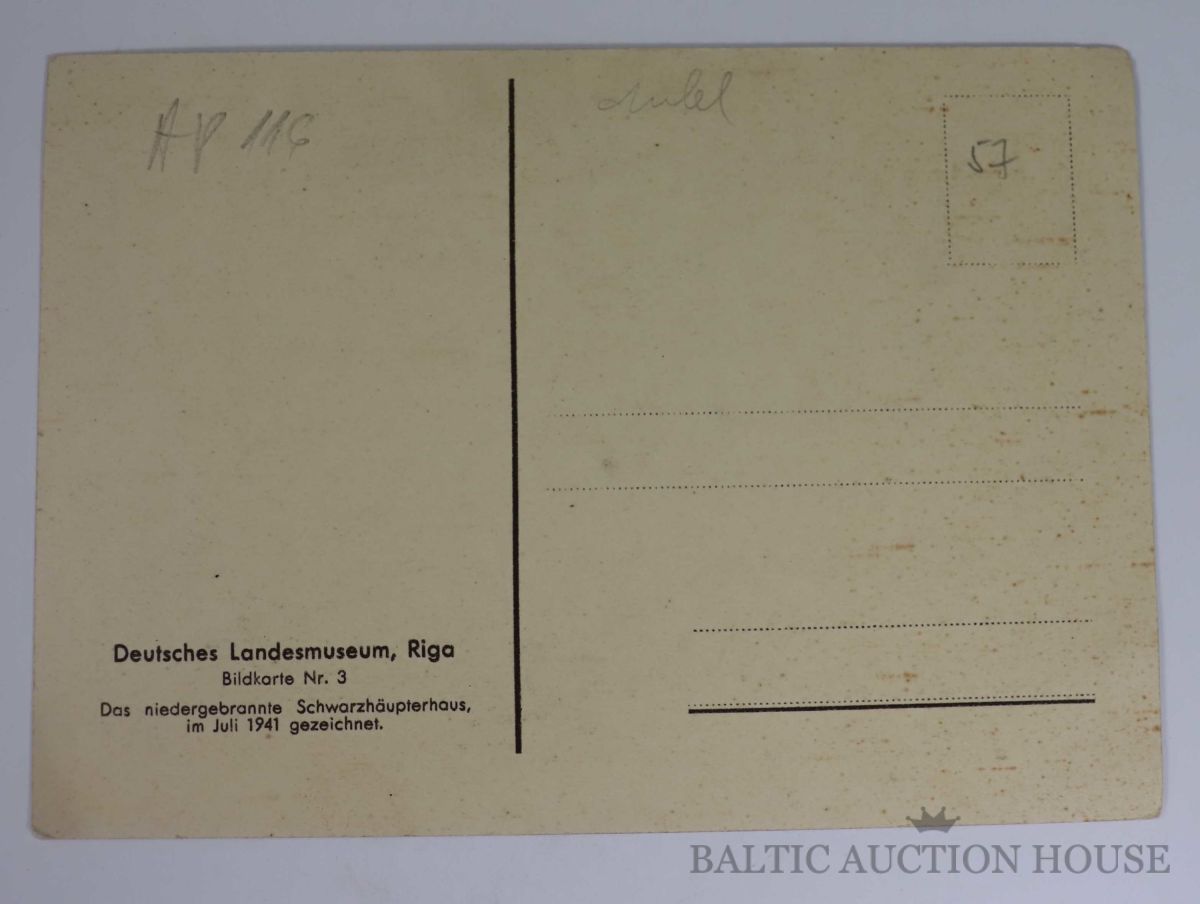 AP 116
57
Deutsches Landesmuseum, Riga
Bildkarte Nr. 3
Das niedergebrannte Schwarzhäupterhaus,
im Juli 1941 gezeichnet.
BALTIC AUCTION HOUSE